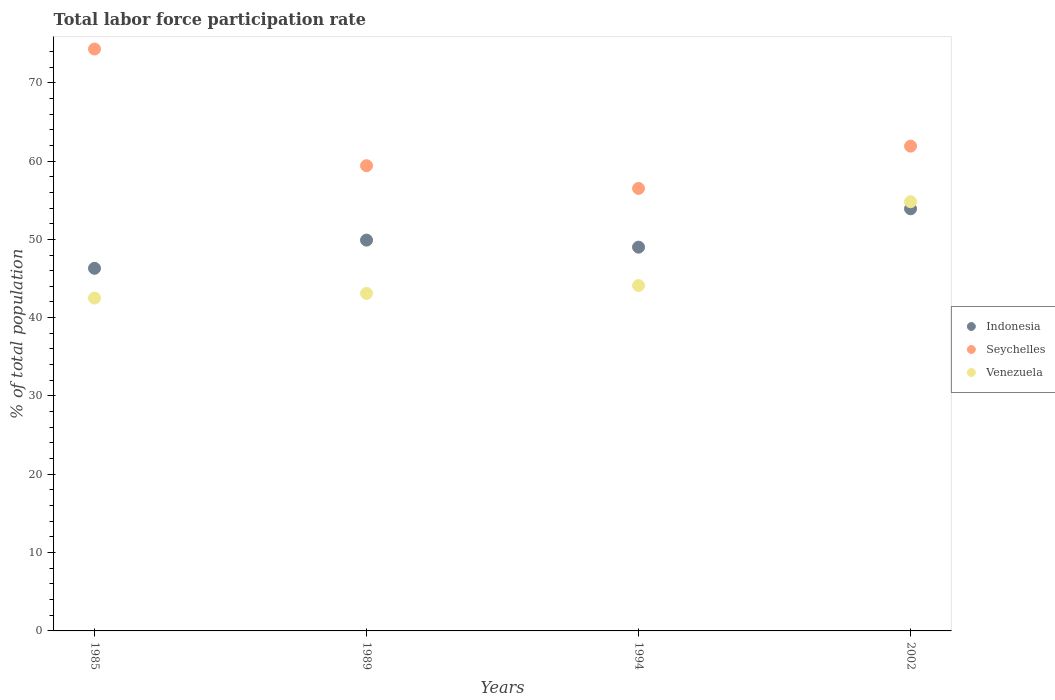 Total labor force participation rate
% of total population
70
60
50
40
30
20
10
0
1985
1989
1994
2002
Years
Indonesia
Seychelles
Venezuela